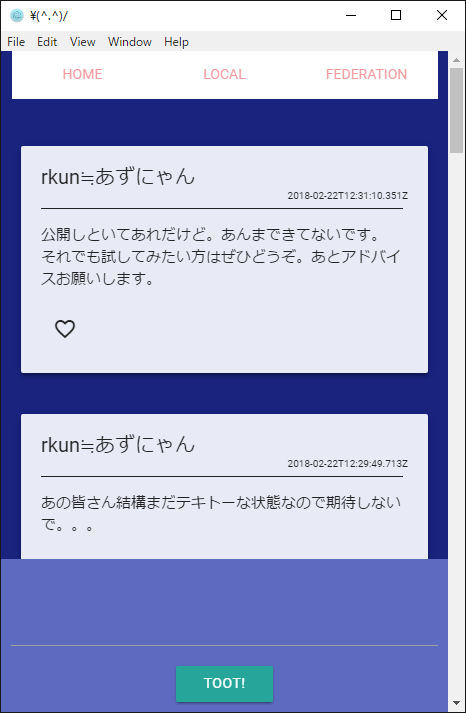 ¥(^.^)/
File Edit View Window Help
HOME LOCAL FEDERATION
rkun≒あずにゃん
2018-02-22T12:31:10.351Z
公開しといてあれだけど。あんまできてないです。
それでも試してみたい方はぜひどうぞ。あとアドバイ
スお願いします。
rkun≒あずにゃん
2018-02-22T12:29:49.713Z
あの皆さん結構まだテキトーな状態なので期待しない
で。。。
TOOT!